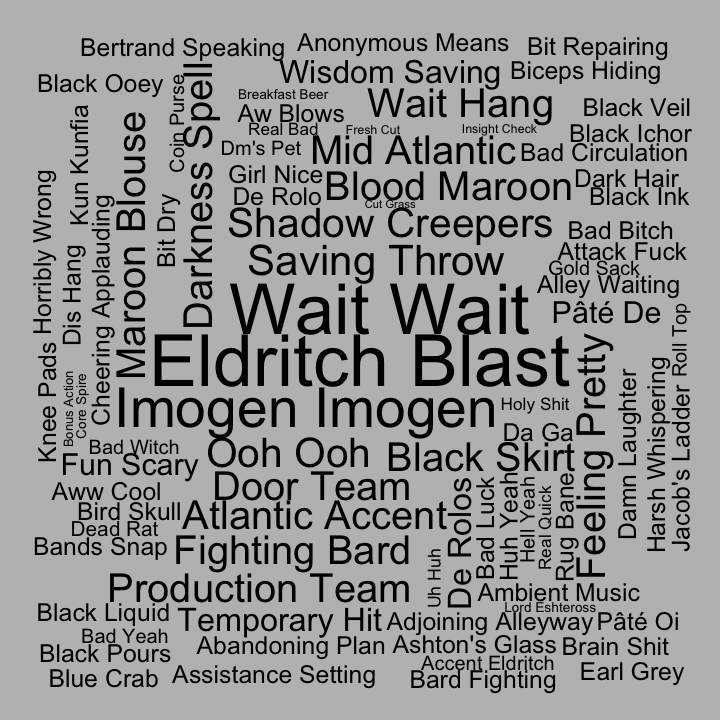 Bertrand Speaking
Anonymous Means
Bit Repairing
Wisdom Saving
Biceps Hiding
Black Ooey
Coin Purse
Darkness Spell
Breakfast Beer
Wait Hang
Black Veil
Aw Blows
Real Bad
Fresh Cut
Insight Check
Black Ichor
Kun Kunfia
Maroon Blouse
Dm's Pet
Mid Atlantic
Bad Circulation
Girl Nice
Blood Maroon
Dark Hair
De Rolo
Black Ink
Cut Grass
Horribly Wrong
Bit Dry
Cheering Applauding
Shadow Creepers
Bad Bitch
Dis Hang
Saving Throw
Attack Fuck
Gold Sack
Alley Waiting
Wait Wait
Pâté De
Roll Top
Eldritch Blast
Feeling Pretty
Knee Pads
Bonus Action
Core Spire
Imogen Imogen
Holy Shit
Damn Laughter
Harsh Whispering
Jacob's Ladder
Da Ga
Bad Witch
Ooh Ooh
Black Skirt
Fun Scary
Door Team
Aww Cool
Bird Skull
Atlantic Accent
De Rolos
Bad Luck
Huh Yeah
Hell Yeah
Real Quick
Rug Bane
Dead Rat
Bands Snap
Fighting Bard
Uh Huh
Production Team
Ambient Music
Lord Eshteross
Black Liquid
Temporary Hit
Adjoining Alleyway
Pâté Oi
Bad Yeah
Abandoning Plan
Ashton's Glass
Brain Shit
Black Pours
Accent Eldritch
Blue Crab
Assistance Setting
Bard Fighting
Earl Grey